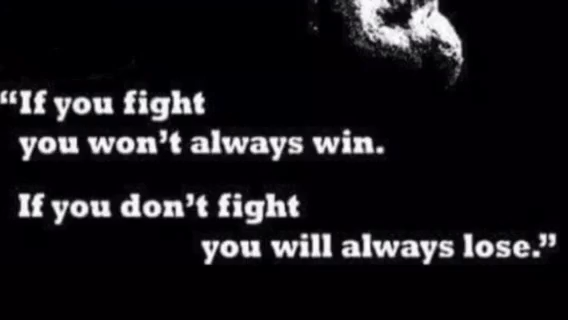 “If you fight
you won’t always win.
If you don’t fight
you will always lose.”